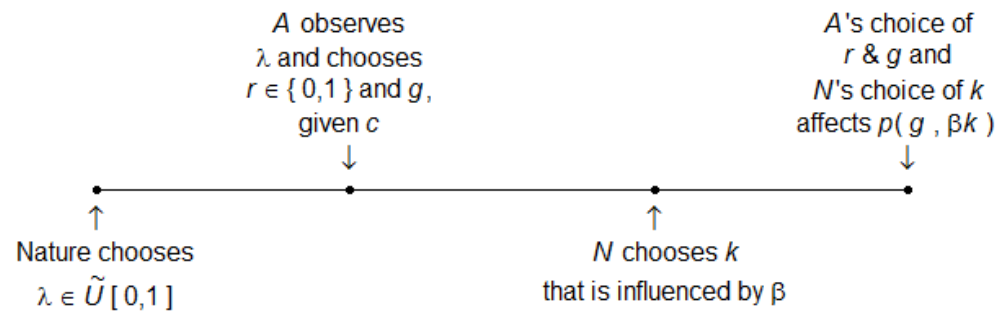 A observes
λ and chooses
r ∈ { 0,1 } and g,
given c
↓
A's choice of
r & g and
N's choice of k
affects p( g , βk )
↓
↑
Nature chooses
λ ∈ Ũ [ 0,1 ]
↑
N chooses k
that is influenced by β